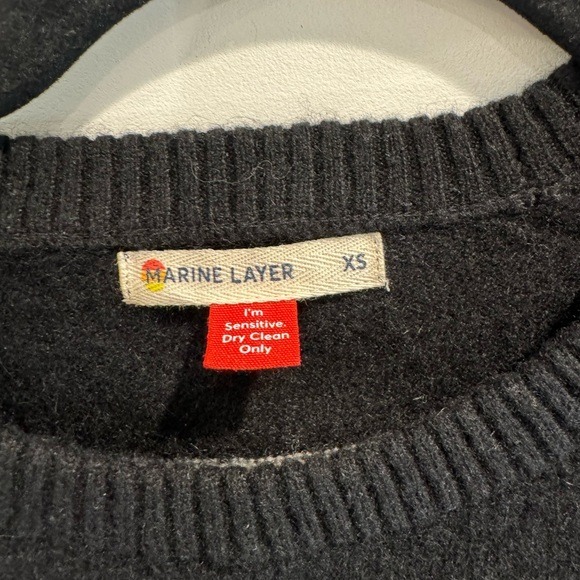 MARINE LAYER XS
I'm
Sensitive.
Dry Clean
Only